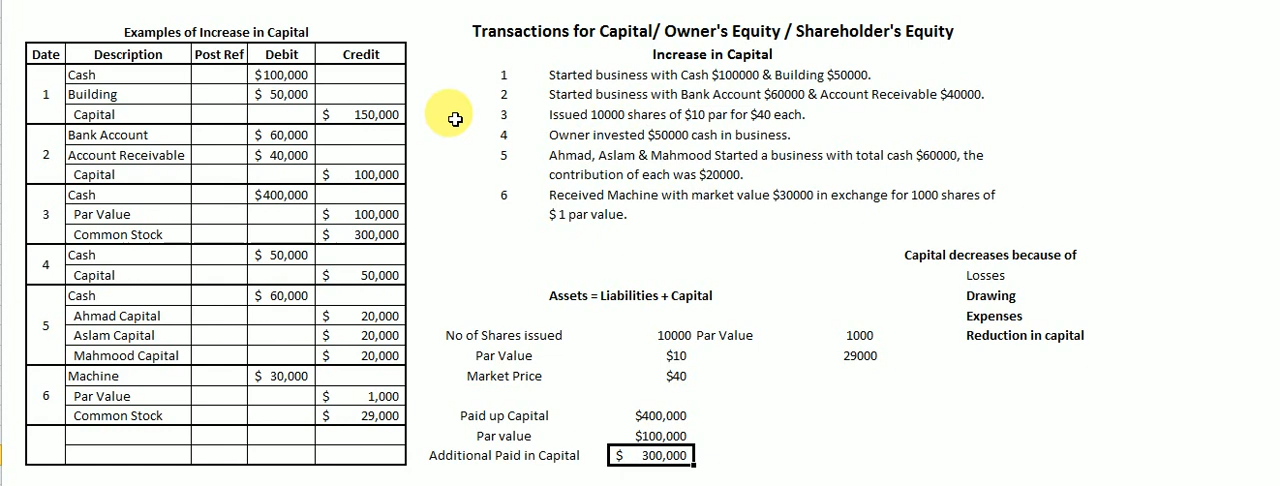 Examples of Increase in Capital
Date Description Post Ref Debit Credit
1
Cash $100,000
Building $ 50,000
Capital $ 150,000
2
Bank Account $ 60,000
Account Receivable $ 40,000
Capital $ 100,000
3
Cash $400,000
Par Value $ 100,000
Common Stock $ 300,000
4
Cash $ 50,000
Capital $ 50,000
5
Cash $ 60,000
Ahmad Capital $ 20,000
Aslam Capital $ 20,000
Mahmood Capital $ 20,000
6
Machine $ 30,000
Par Value $ 1,000
Common Stock $ 29,000
Transactions for Capital/ Owner's Equity / Shareholder's Equity
Increase in Capital
1 Started business with Cash $100000 & Building $50000.
2 Started business with Bank Account $60000 & Account Receivable $40000.
3 Issued 10000 shares of $10 par for $40 each.
4 Owner invested $50000 cash in business.
5 Ahmad, Aslam & Mahmood Started a business with total cash $60000, the
contribution of each was $20000.
6 Received Machine with market value $30000 in exchange for 1000 shares of
$1 par value.
Assets = Liabilities + Capital
No of Shares issued 10000 Par Value 1000
Par Value $10 29000
Market Price $40
Paid up Capital $400,000
Par value $100,000
Additional Paid in Capital $ 300,000
Capital decreases because of
Losses
Drawing
Expenses
Reduction in capital